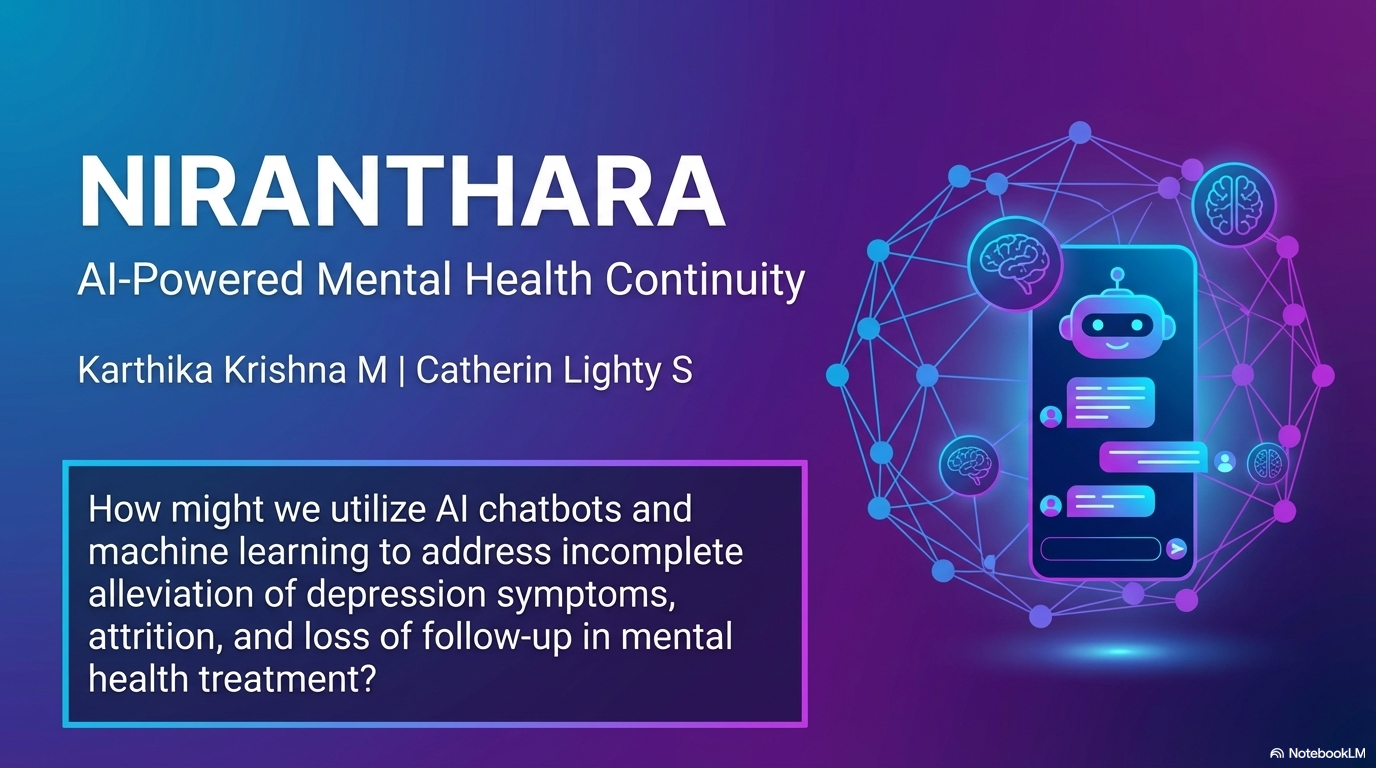 NIRANTHARA
AI-Powered Mental Health Continuity
Karthika Krishna M | Catherin Lighty S
How might we utilize AI chatbots and
machine learning to address incomplete
alleviation of depression symptoms,
attrition, and loss of follow-up in mental
health treatment?
NotebookLM